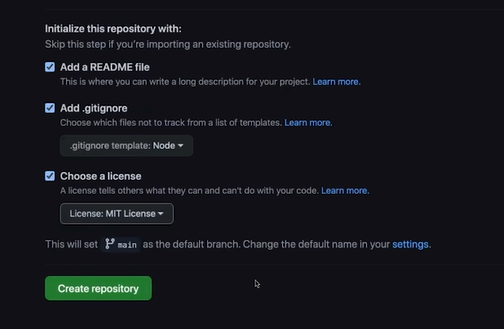 Initialize this repository with:
Skip this step if you're importing an existing repository.
Add a README file
This is where you can write a long description for your project. Learn more.
Add .gitignore
Choose which files not to track from a list of templates. Learn more.
.gitignore template: Node
Choose a license
A license tells others what they can and can't do with your code. Learn more.
License: MIT License
This will set main as the default branch. Change the default name in your settings.
Create repository